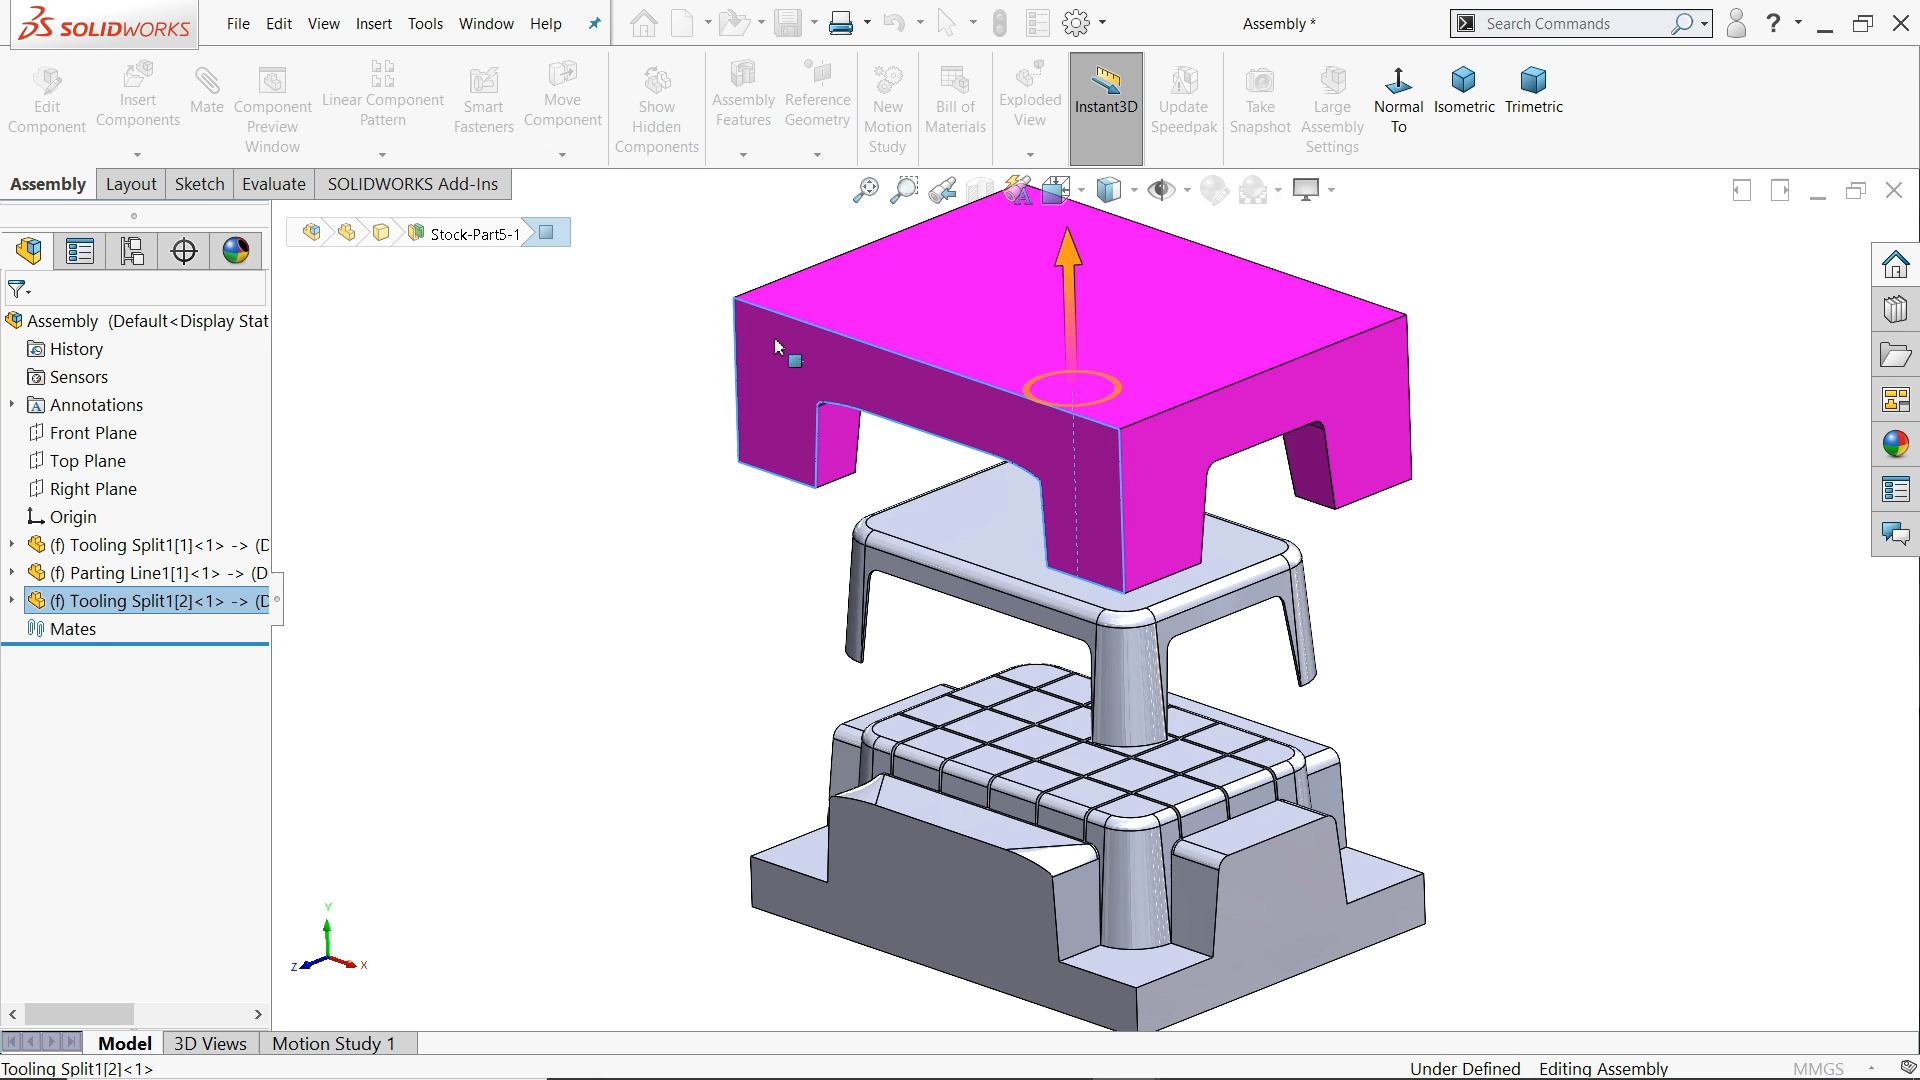 SOLIDWORKS
File Edit View Insert Tools Window Help
Assembly *
Search Commands
Edit Component
Insert Components
Mate
Component Preview Window
Linear Component Pattern
Smart Fasteners
Move Component
Show Hidden Components
Assembly Features
Reference Geometry
New Motion Study
Bill of Materials
Exploded View
Instant3D
Update Speedpak
Take Snapshot
Large Assembly Settings
Normal To
Isometric
Trimetric
Assembly Layout Sketch Evaluate SOLIDWORKS Add-Ins
Stock-Part5-1
Assembly (Default<Display Stat
History
Sensors
Annotations
Front Plane
Top Plane
Right Plane
Origin
(f) Tooling Split1[1]<1> -> (D
(f) Parting Line1[1]<1> -> (D
(f) Tooling Split1[2]<1> -> (D
Mates
Y
Z
X
Model 3D Views Motion Study 1
Tooling Split1[2]<1>
Under Defined Editing Assembly MMGS